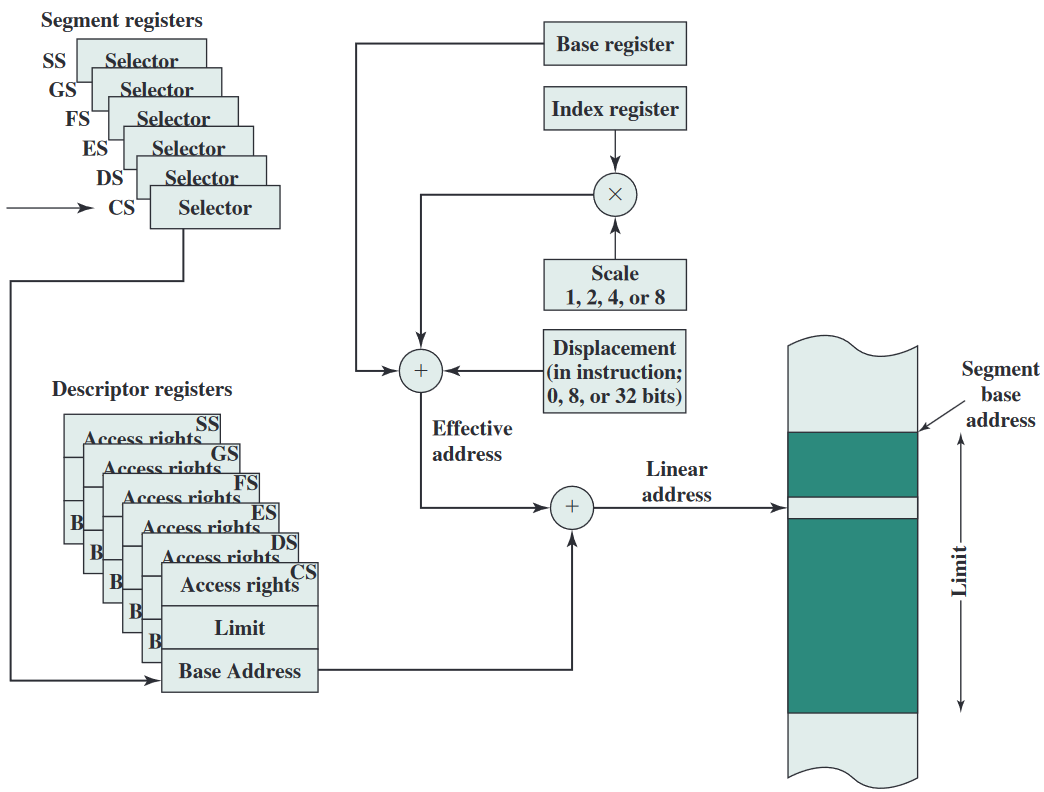 Segment registers
SS
Selector
GS
Selector
FS
Selector
ES
Selector
DS
Selector
CS
Selector
Base register
Index register
×
Scale
1, 2, 4, or 8
Displacement
(in instruction;
0, 8, or 32 bits)
+
Effective
address
+
Linear
address
Segment
base
address
Limit
Descriptor registers
SS
Access rights
B
GS
Access rights
B
FS
Access rights
B
ES
Access rights
B
DS
Access rights
B
CS
Access rights
Limit
Base Address